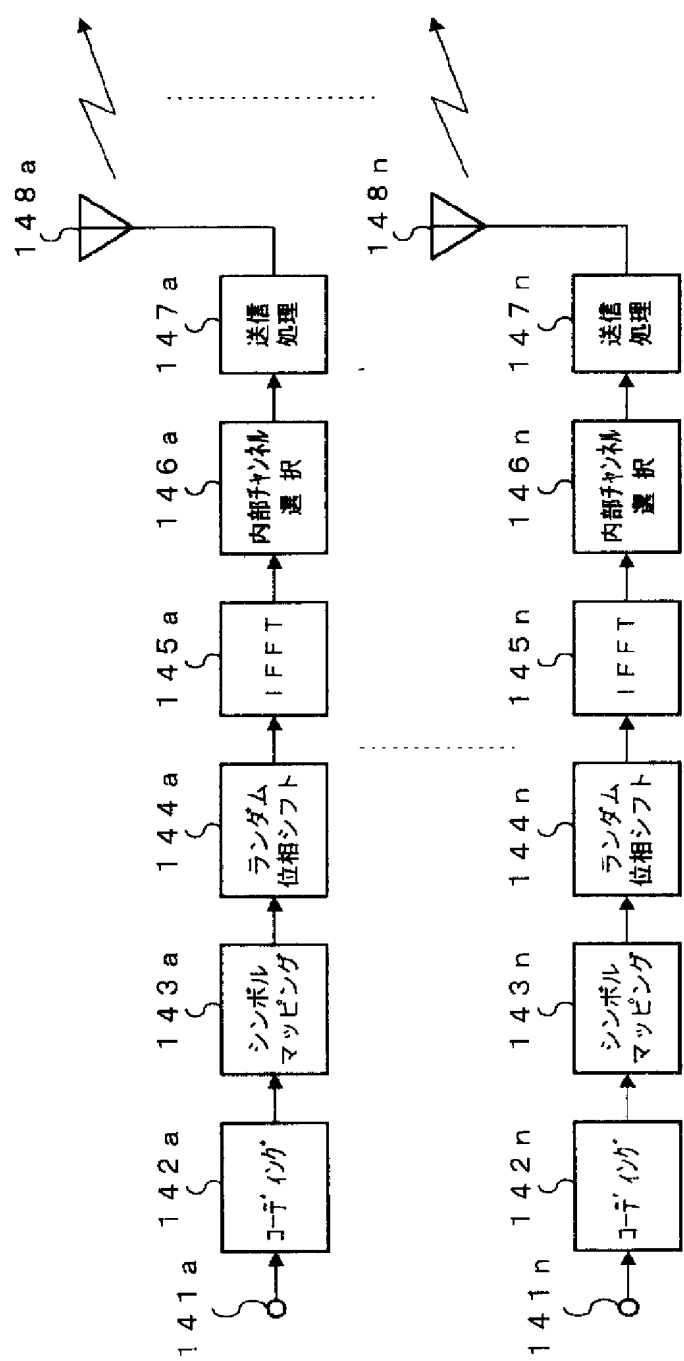 141a
142a
コーディング
143a
シンボル
マッピング
144a
ランダム
位相シフト
145a
IFFT
146a
内部チャンネル
選択
147a
送信
処理
148a
141n
142n
コーディング
143n
シンボル
マッピング
144n
ランダム
位相シフト
145n
IFFT
146n
内部チャンネル
選択
147n
送信
処理
148n